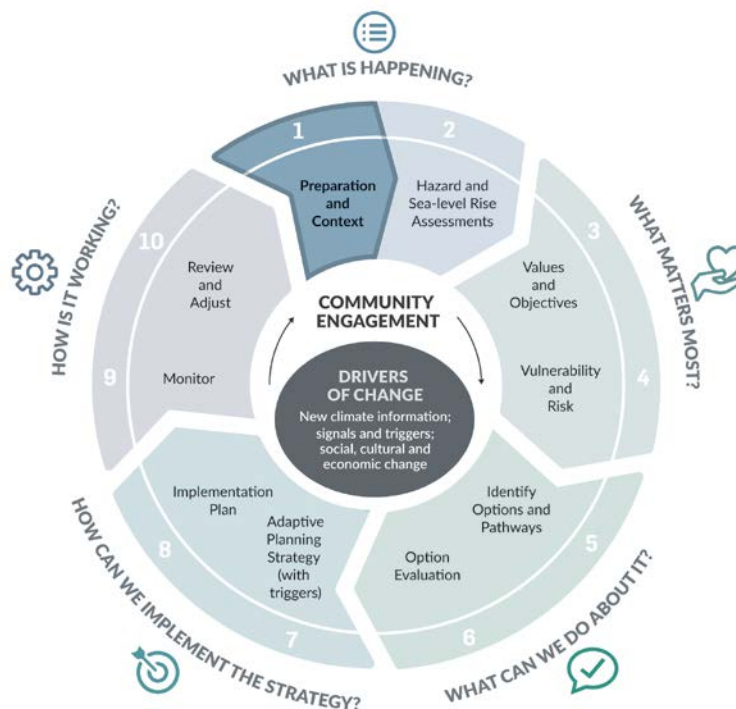 WHAT IS HAPPENING?
1
Preparation
and
Context
2
Hazard and
Sea-level Rise
Assessments
WHAT MATTERS MOST?
3
Values
and
Objectives
4
Vulnerability
and
Risk
WHAT CAN WE DO ABOUT IT?
5
Identify
Options and
Pathways
6
Option
Evaluation
HOW CAN WE IMPLEMENT THE STRATEGY?
7
Adaptive
Planning
Strategy
(with
triggers)
8
Implementation
Plan
HOW IS IT WORKING?
9
Monitor
10
Review
and
Adjust
COMMUNITY
ENGAGEMENT
DRIVERS
OF CHANGE
New climate information;
signals and triggers;
social, cultural and
economic change